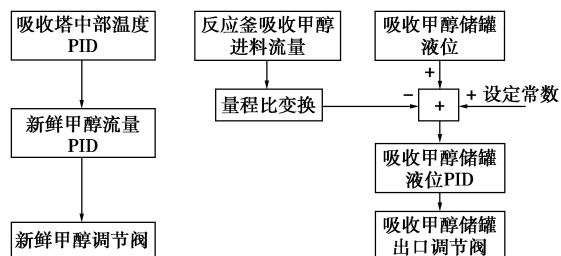 吸收塔中部温度
PID
新鲜甲醇流量
PID
新鲜甲醇调节阀
反应釜吸收甲醇
进料流量
量程比变换
吸收甲醇储罐
液位
+
−
+
+ 设定常数
吸收甲醇储罐
液位PID
吸收甲醇储罐
出口调节阀